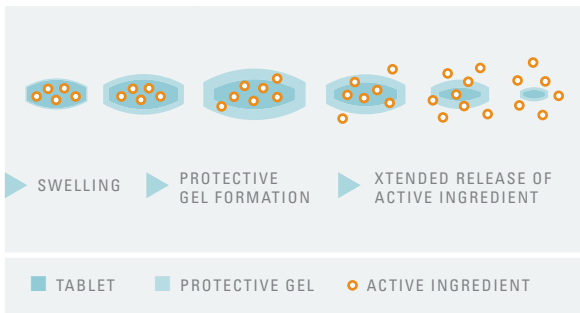 SWELLING
PROTECTIVE
GEL FORMATION
XTENDED RELEASE OF
ACTIVE INGREDIENT
TABLET
PROTECTIVE GEL
ACTIVE INGREDIENT